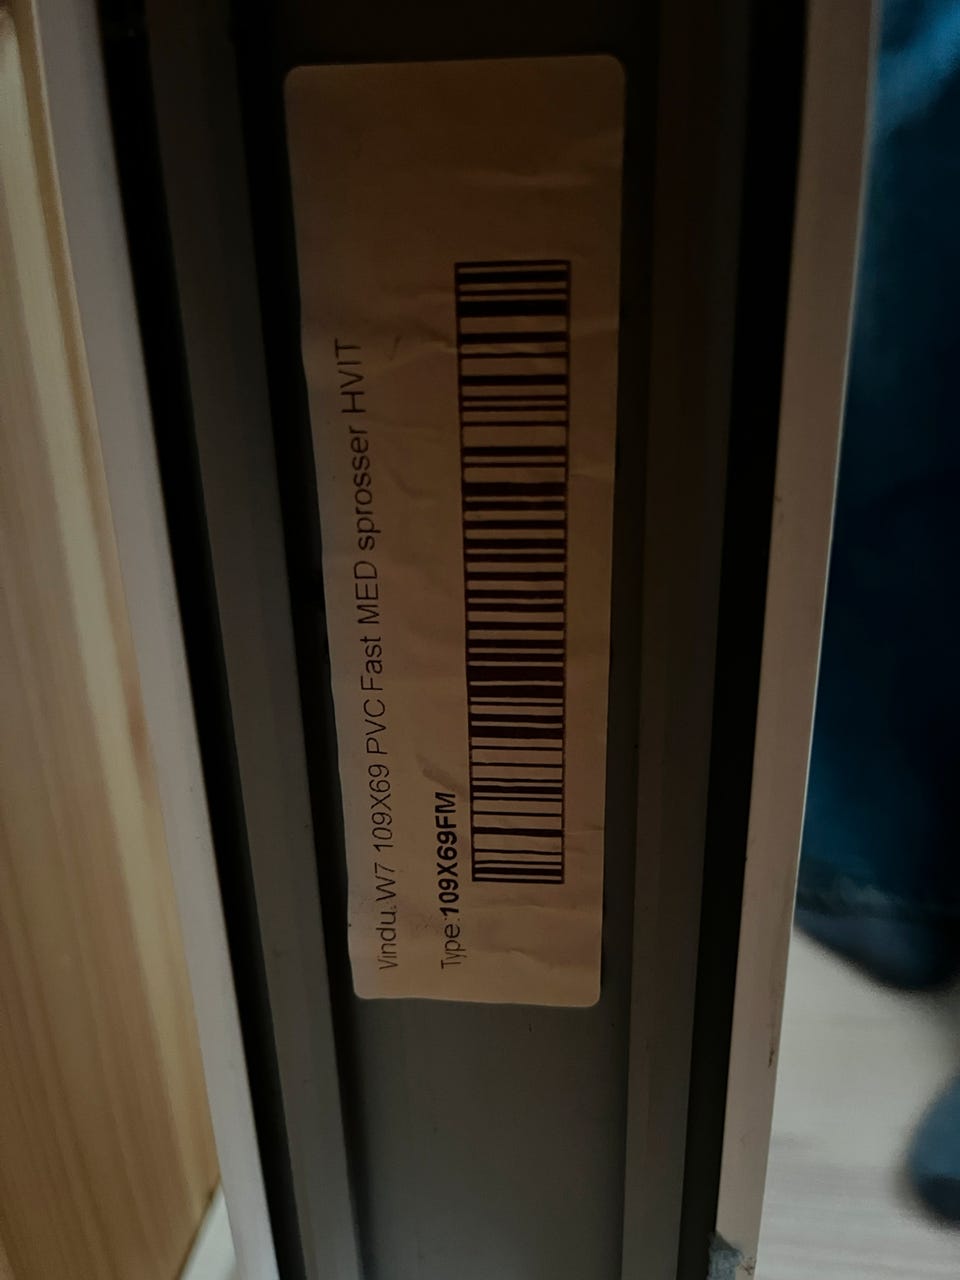 Vindu.W7 109X69 PVC Fast MED sprosser HVIT
Type:109X69FM